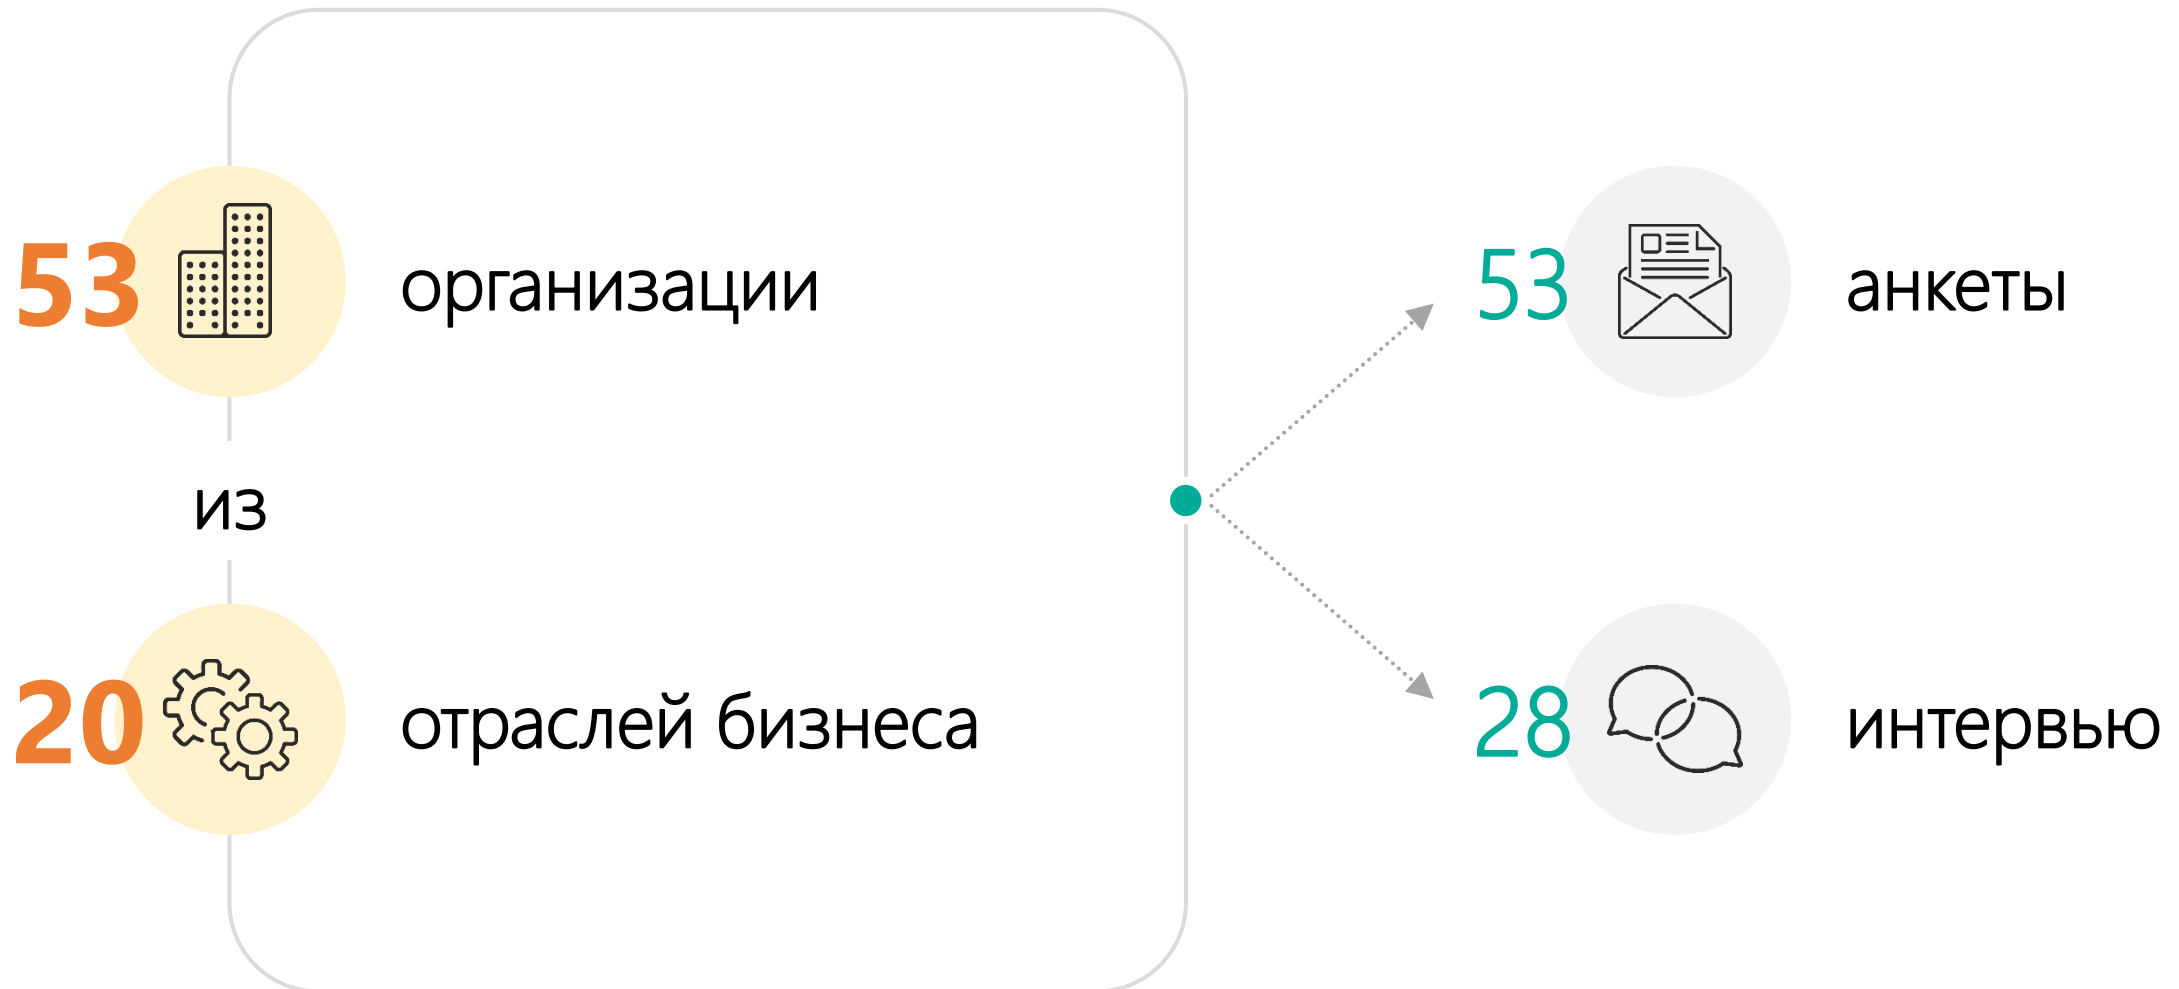 53 организации
из
20 отраслей бизнеса
53 анкеты
28 интервью